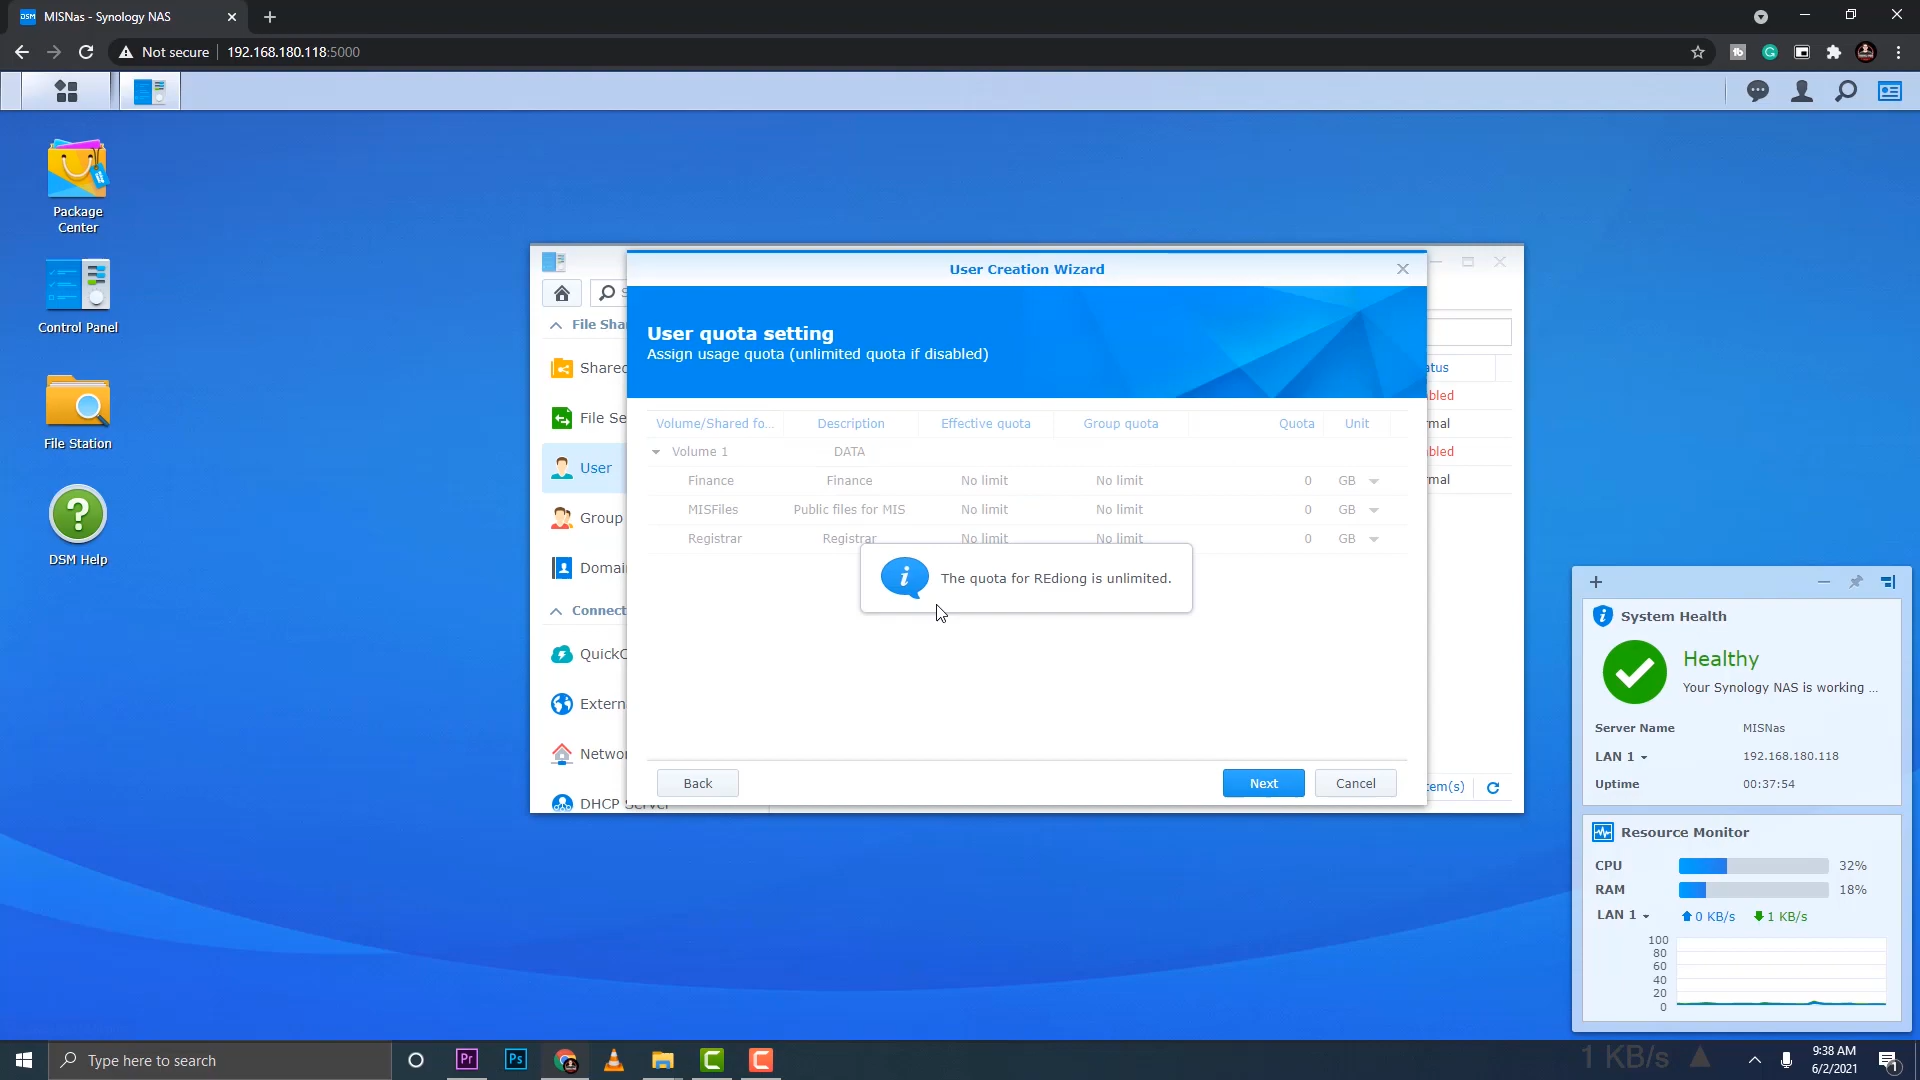 DSM MISNas - Synology NAS
Not secure 192.168.180.118:5000
Package
Center
Control Panel
File Station
DSM Help
User Creation Wizard
User quota setting
Assign usage quota (unlimited quota if disabled)
Volume/Shared fo... Description Effective quota Group quota Quota Unit
Volume 1 DATA
Finance Finance No limit No limit 0 GB
MISFiles Public files for MIS No limit No limit 0 GB
Registrar Registrar No limit No limit 0 GB
The quota for REdiong is unlimited.
Back Next Cancel
S
File Sha
Shared
File Se
User
Group
Domai
Connect
QuickC
Extern
Networ
DHCP Server
atus
bled
mal
bled
mal
tem(s)
System Health
Healthy
Your Synology NAS is working ...
Server Name MISNas
LAN 1 192.168.180.118
Uptime 00:37:54
Resource Monitor
CPU 32%
RAM 18%
LAN 1 0 KB/s 1 KB/s
100
80
60
40
20
0
Type here to search
Pr
Ps
1 KB/s
9:38 AM
6/2/2021
1